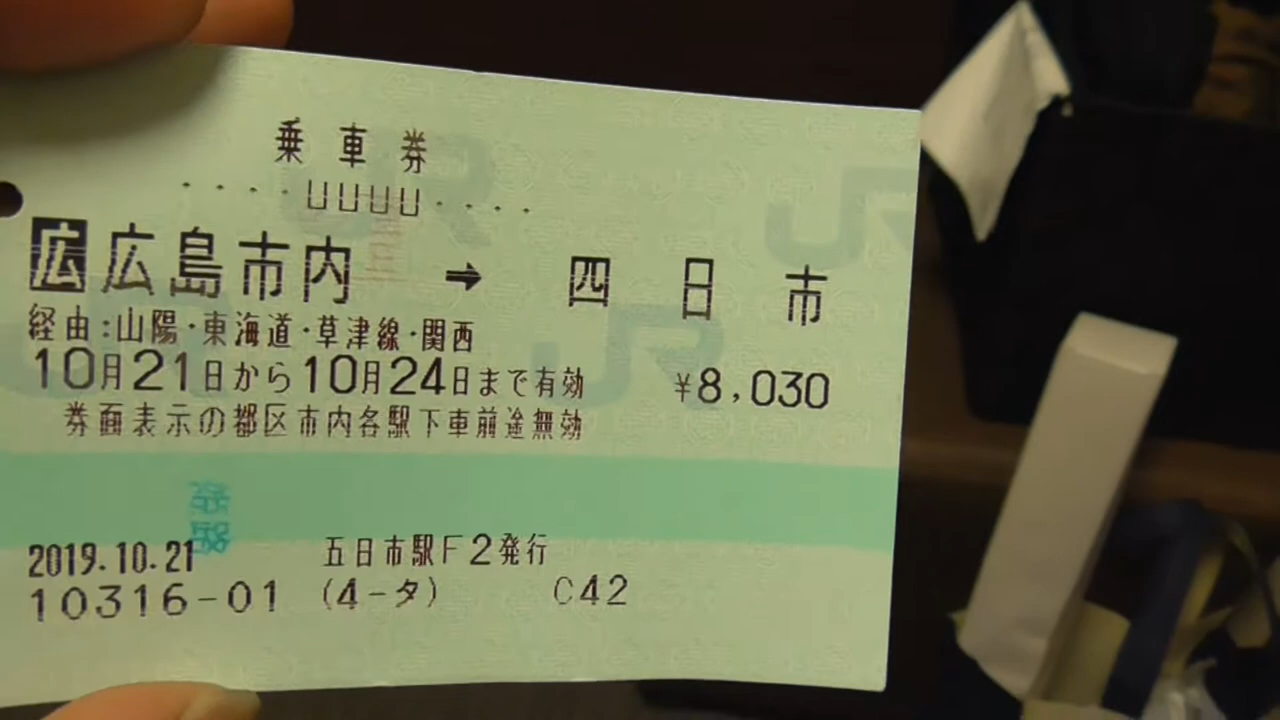 乗車券
····UUUU····
広 広島市内 → 四日市
経由:山陽・東海道・草津線・関西
10月21日から10月24日まで有効 ¥8,030
券面表示の都区市内各駅下車前途無効
2019.10.21 五日市駅F2発行
10316-01 (4-タ) C42
JR
JR
JR